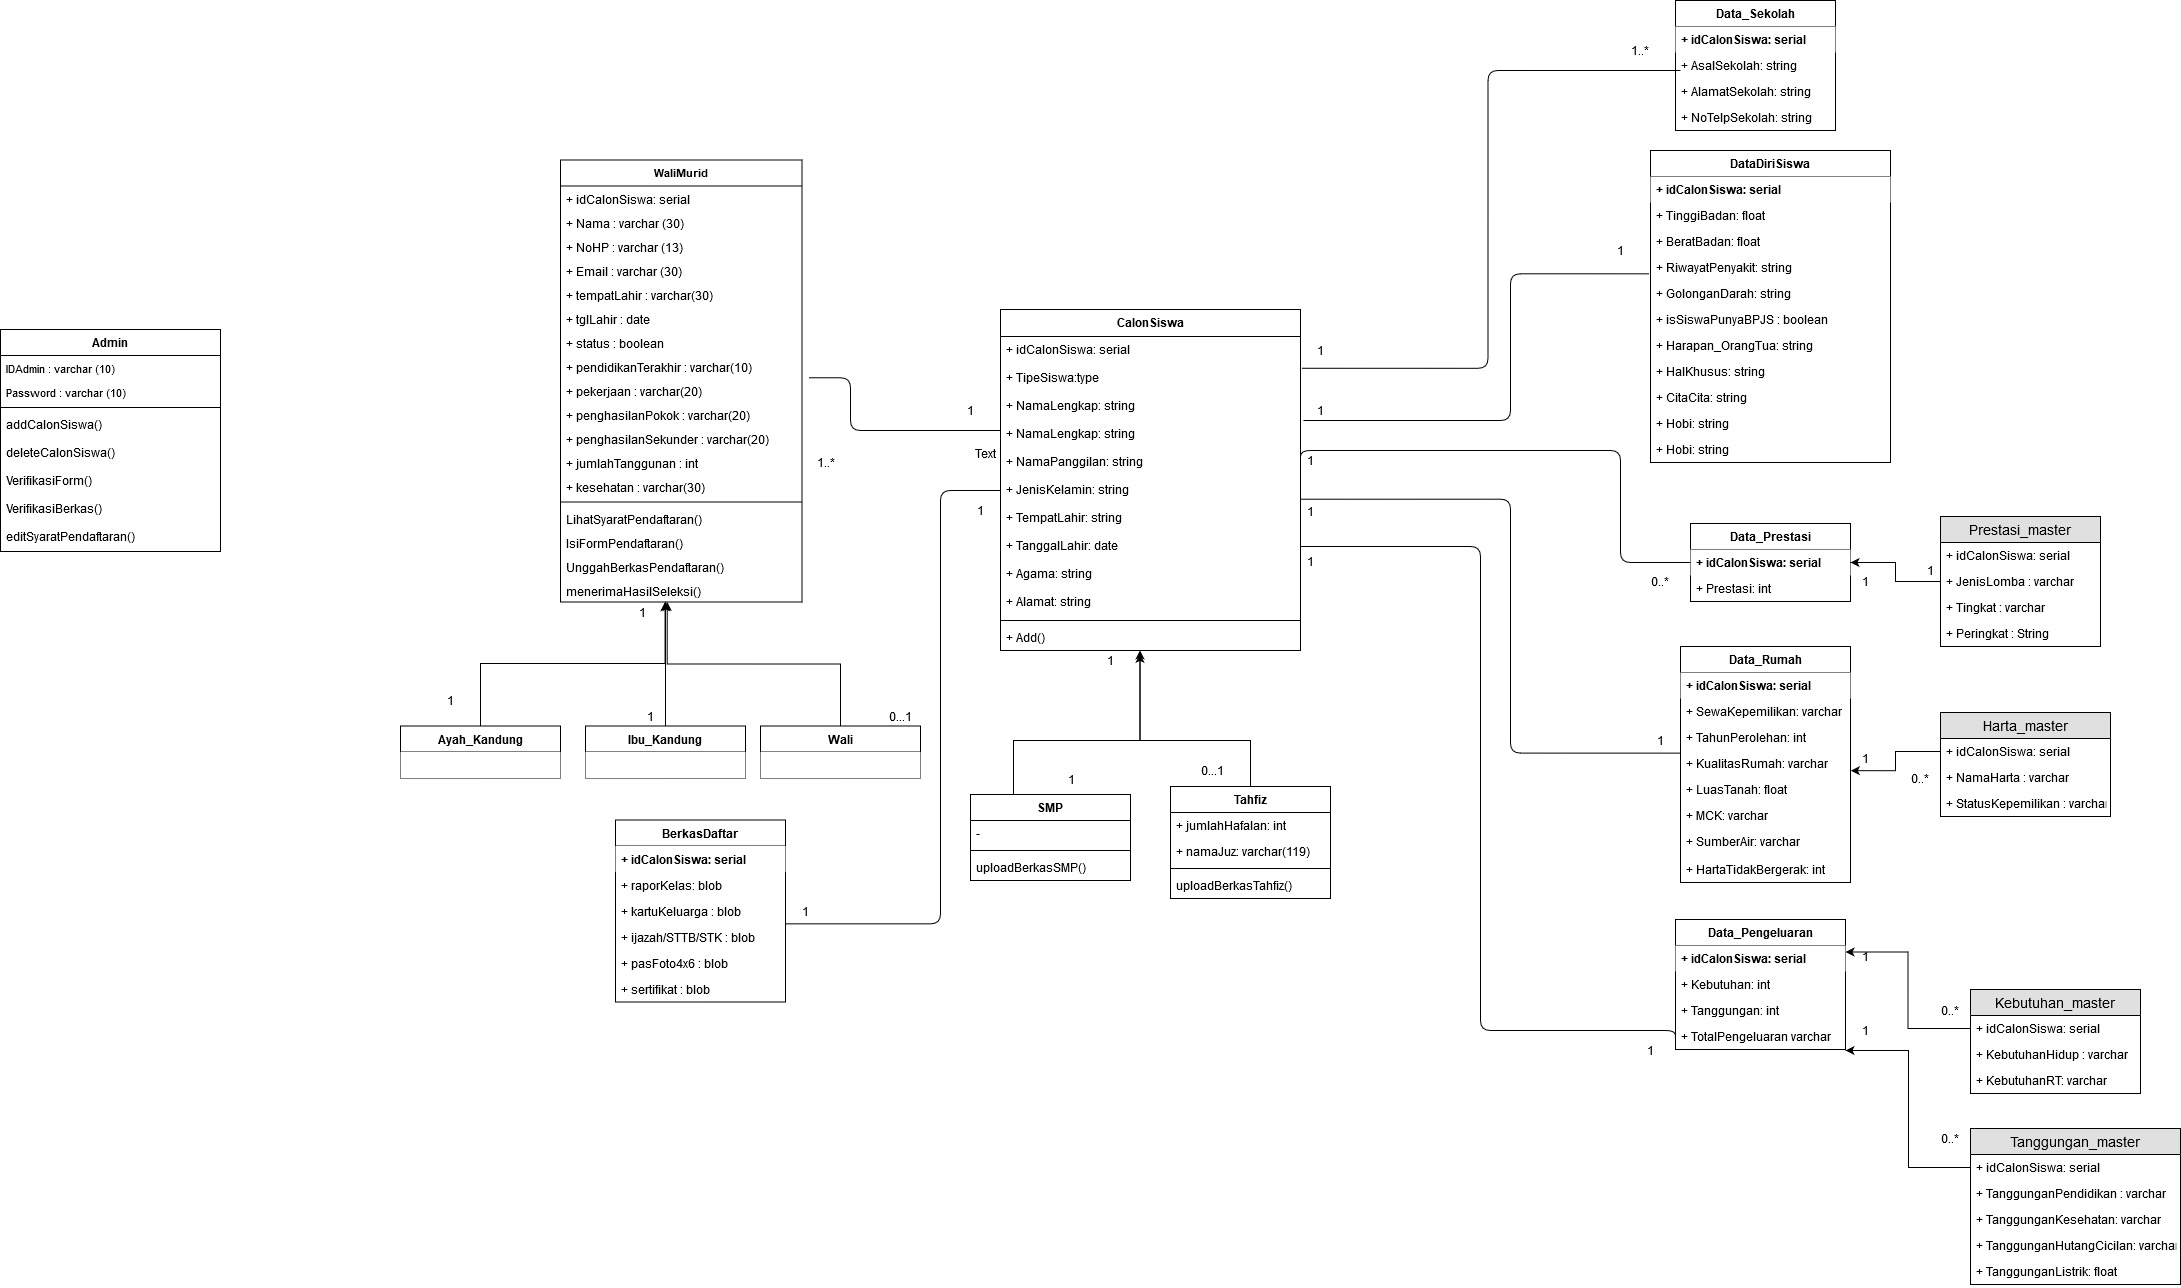 Admin
IDAdmin : varchar (10)
Password : varchar (10)
addCalonSiswa()
deleteCalonSiswa()
VerifikasiForm()
VerifikasiBerkas()
editSyaratPendaftaran()
WaliMurid
+ idCalonSiswa: serial
+ Nama : varchar (30)
+ NoHP : varchar (13)
+ Email : varchar (30)
+ tempatLahir : varchar(30)
+ tglLahir : date
+ status : boolean
+ pendidikanTerakhir : varchar(10)
+ pekerjaan : varchar(20)
+ penghasilanPokok : varchar(20)
+ penghasilanSekunder : varchar(20)
+ jumlahTanggunan : int
+ kesehatan : varchar(30)
LihatSyaratPendaftaran()
IsiFormPendaftaran()
UnggahBerkasPendaftaran()
menerimaHasilSeleksi()
1..*
1
Text
1
1
1
1
0...1
Ayah_Kandung
Ibu_Kandung
Wali
BerkasDaftar
+ idCalonSiswa: serial
+ raporKelas: blob
+ kartuKeluarga : blob
+ ijazah/STTB/STK : blob
+ pasFoto4x6 : blob
+ sertifikat : blob
1
CalonSiswa
+ idCalonSiswa: serial
+ TipeSiswa:type
+ NamaLengkap: string
+ NamaLengkap: string
+ NamaPanggilan: string
+ JenisKelamin: string
+ TempatLahir: string
+ TanggalLahir: date
+ Agama: string
+ Alamat: string
+ Add()
1
1
0...1
SMP
-
uploadBerkasSMP()
Tahfiz
+ jumlahHafalan: int
+ namaJuz: varchar(119)
uploadBerkasTahfiz()
1
1
1
1
1
1..*
Data_Sekolah
+ idCalonSiswa: serial
+ AsalSekolah: string
+ AlamatSekolah: string
+ NoTelpSekolah: string
1
DataDiriSiswa
+ idCalonSiswa: serial
+ TinggiBadan: float
+ BeratBadan: float
+ RiwayatPenyakit: string
+ GolonganDarah: string
+ isSiswaPunyaBPJS : boolean
+ Harapan_OrangTua: string
+ HalKhusus: string
+ CitaCita: string
+ Hobi: string
+ Hobi: string
0..*
Data_Prestasi
+ idCalonSiswa: serial
+ Prestasi: int
1
1
Prestasi_master
+ idCalonSiswa: serial
+ JenisLomba : varchar
+ Tingkat : varchar
+ Peringkat : String
1
Data_Rumah
+ idCalonSiswa: serial
+ SewaKepemilikan: varchar
+ TahunPerolehan: int
+ KualitasRumah: varchar
+ LuasTanah: float
+ MCK: varchar
+ SumberAir: varchar
+ HartaTidakBergerak: int
1
0..*
Harta_master
+ idCalonSiswa: serial
+ NamaHarta : varchar
+ StatusKepemilikan : varchar
1
Data_Pengeluaran
+ idCalonSiswa: serial
+ Kebutuhan: int
+ Tanggungan: int
+ TotalPengeluaran varchar
1
0..*
Kebutuhan_master
+ idCalonSiswa: serial
+ KebutuhanHidup : varchar
+ KebutuhanRT: varchar
1
0..*
Tanggungan_master
+ idCalonSiswa: serial
+ TanggunganPendidikan : varchar
+ TanggunganKesehatan: varchar
+ TanggunganHutangCicilan: varcha
+ TanggunganListrik: float